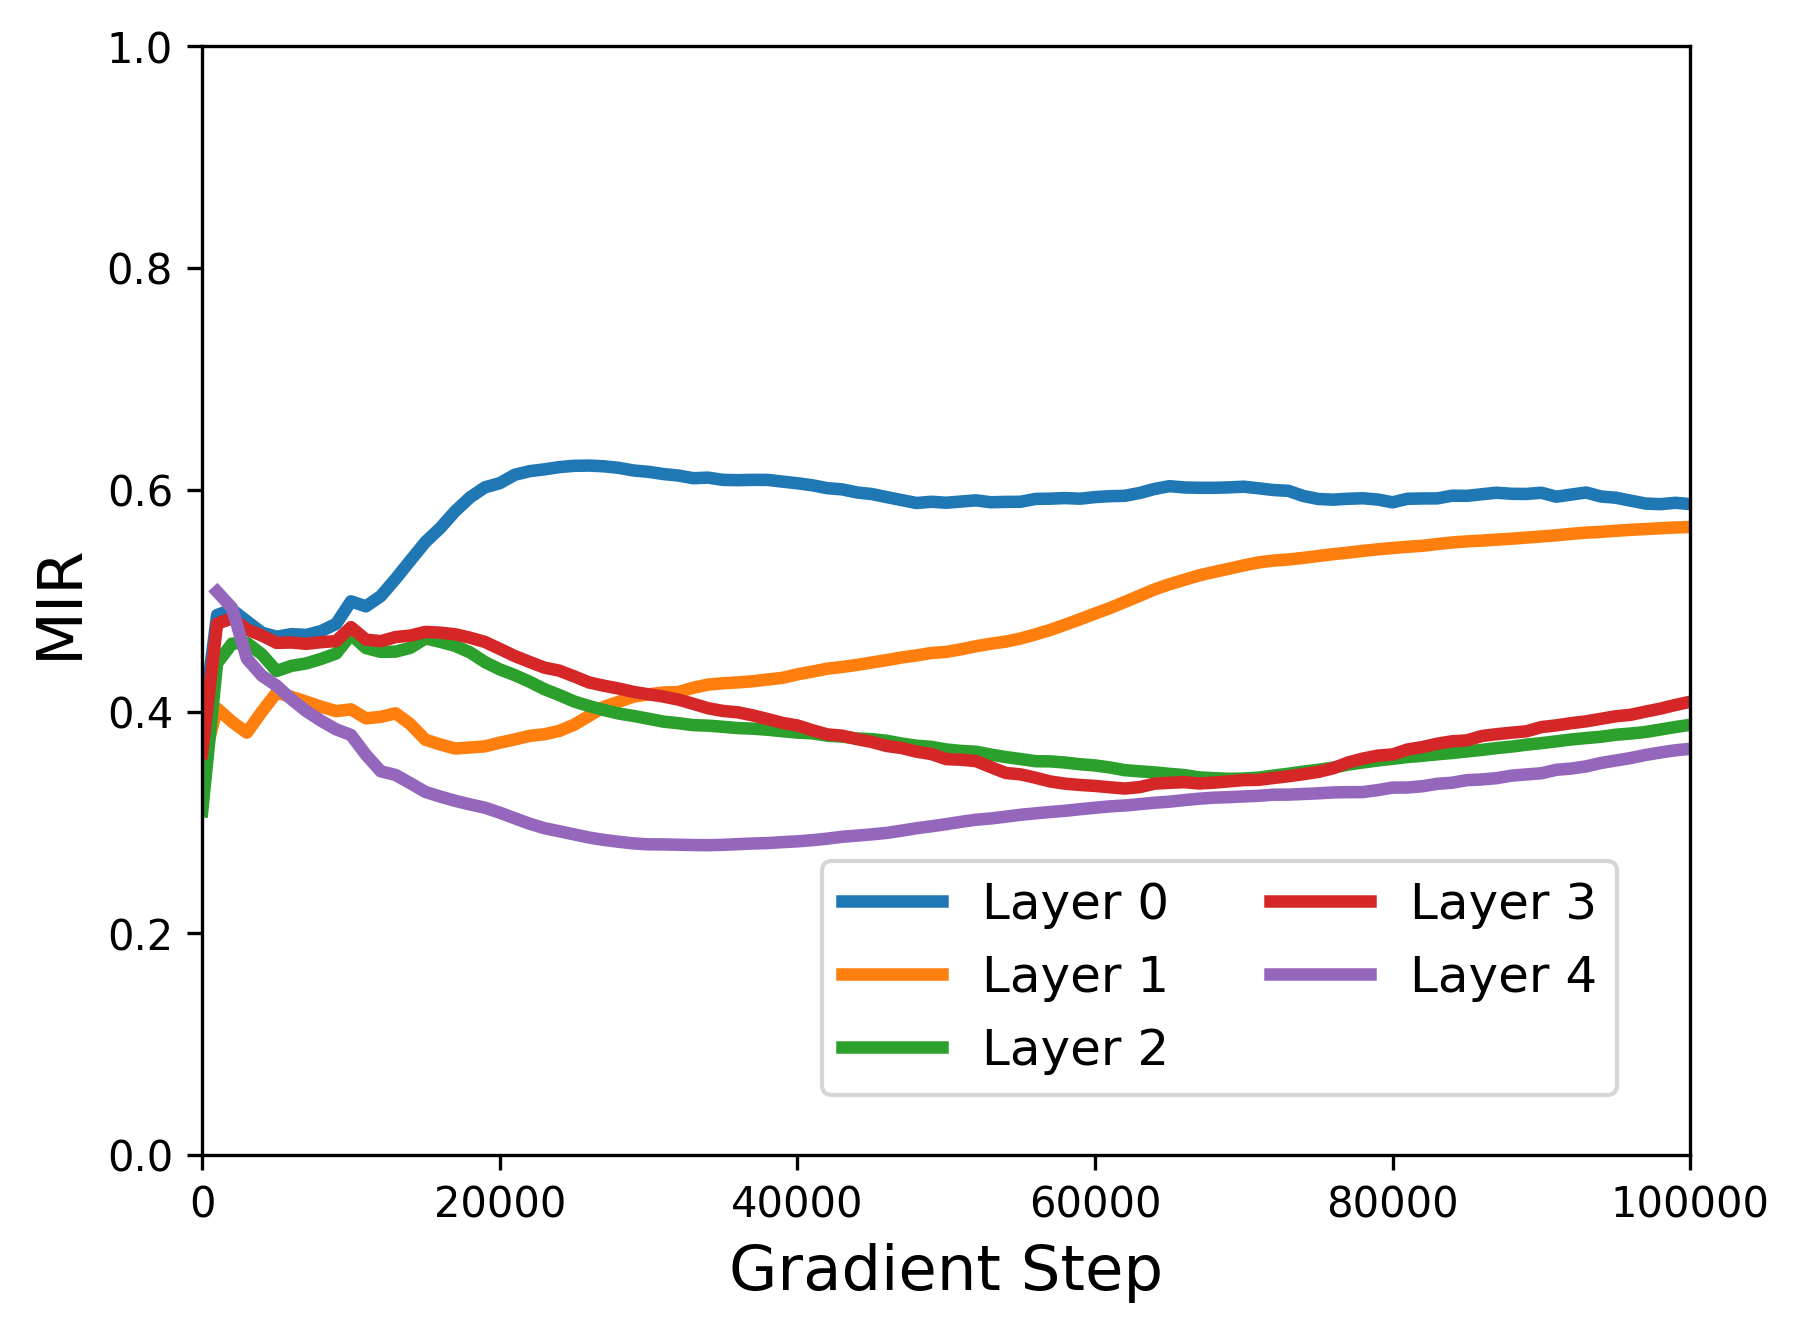 1.0
0.8
0.6
0.4
0.2
0.0
MIR
0 20000 40000 60000 80000 100000
Gradient Step
Layer 0
Layer 1
Layer 2
Layer 3
Layer 4